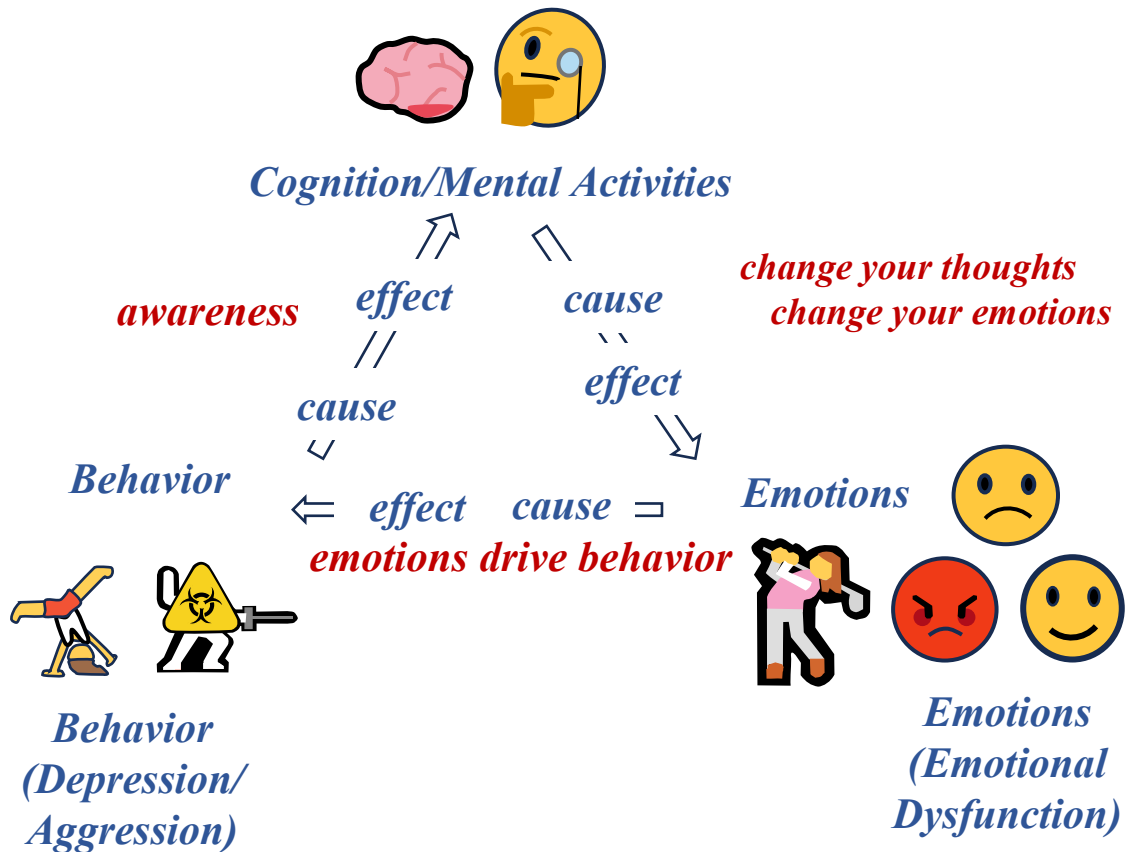 Cognition/Mental Activities
change your thoughts
change your emotions
awareness
effect
cause
effect
cause
Behavior
effect cause
Emotions
emotions drive behavior
Behavior
(Depression/
Aggression)
Emotions
(Emotional
Dysfunction)